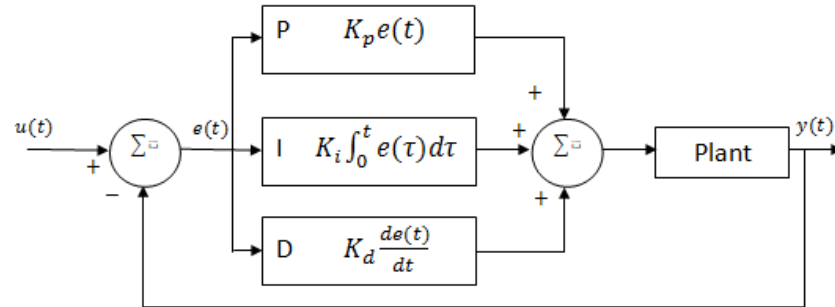 P K_p e(t)
+
u(t) + ∑ e(t) I K_i ∫_0^t e(τ)dτ + ∑ Plant y(t)
−
+
D K_d de(t)/dt